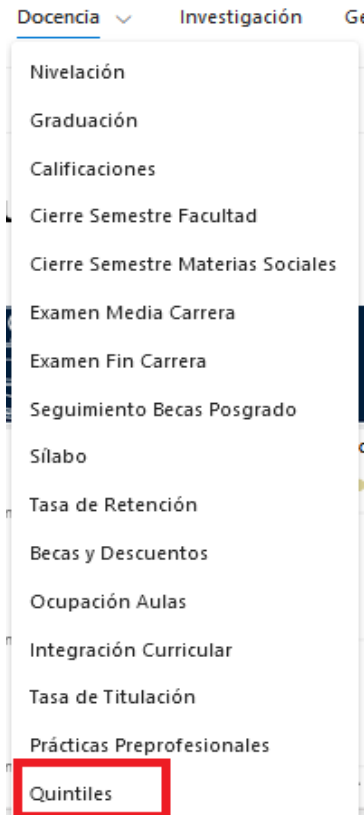 Docencia Investigación Ge
Nivelación
Graduación
Calificaciones
Cierre Semestre Facultad
Cierre Semestre Materias Sociales
Examen Media Carrera
Examen Fin Carrera
Seguimiento Becas Posgrado
Sílabo
Tasa de Retención
Becas y Descuentos
Ocupación Aulas
Integración Curricular
Tasa de Titulación
Prácticas Preprofesionales
Quintiles